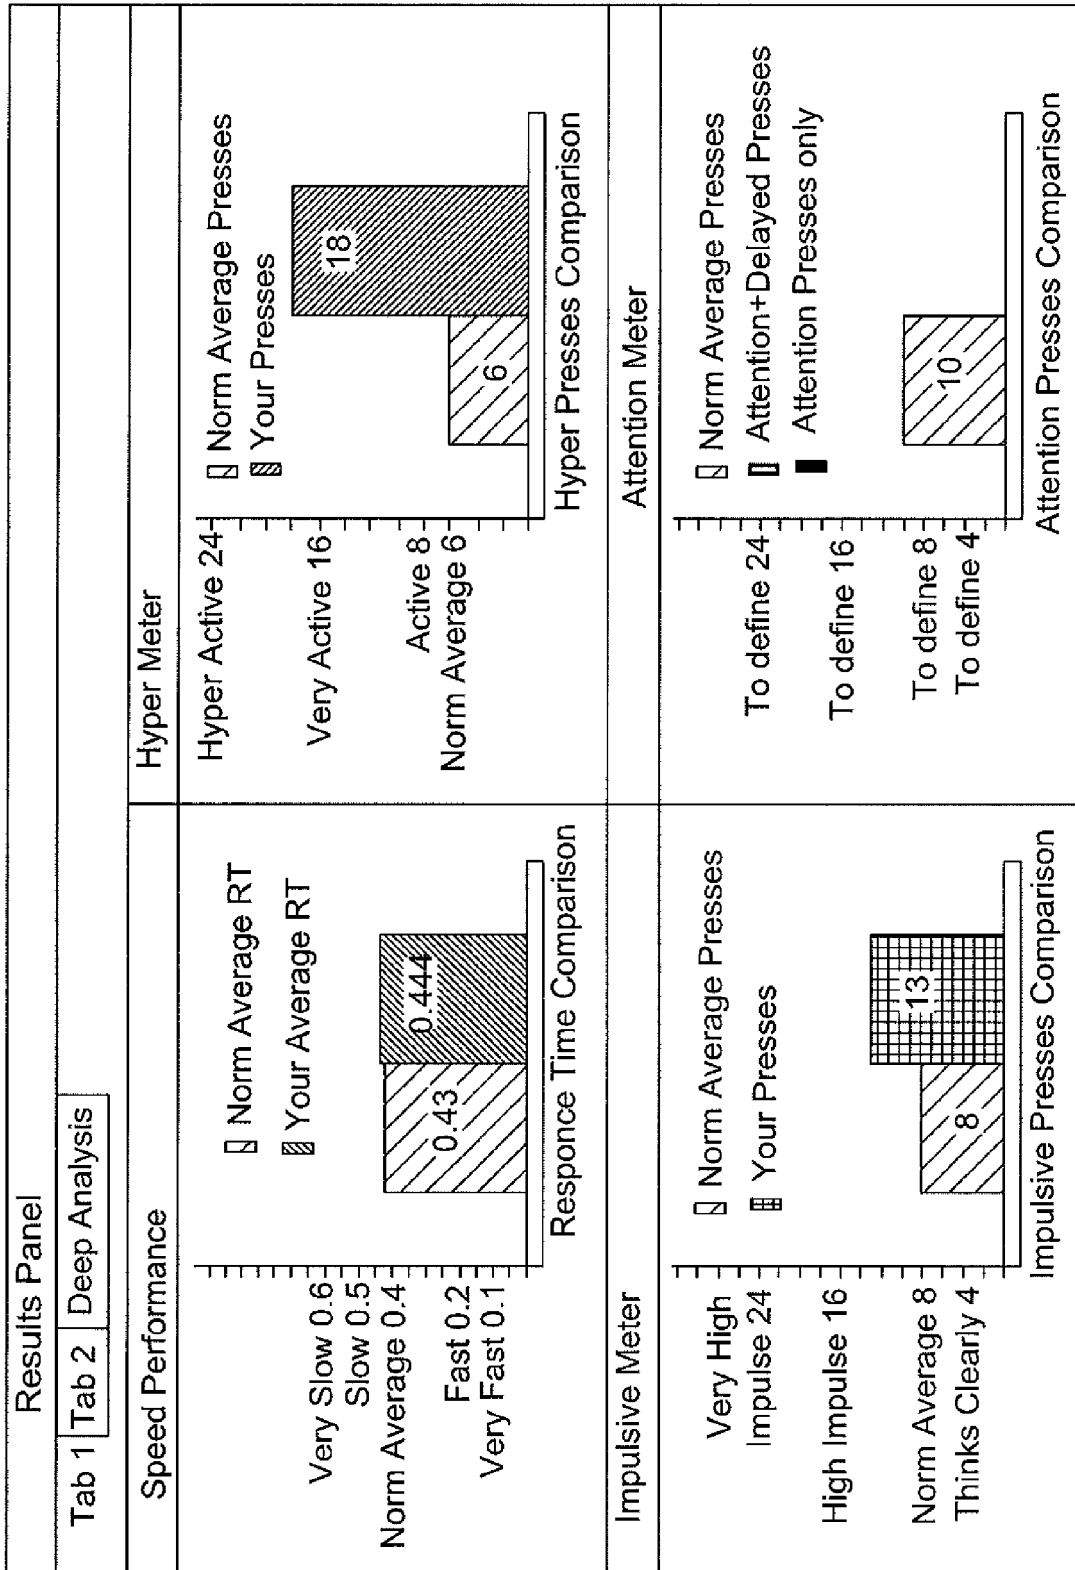 Results Panel
Tab 1 Tab 2 Deep Analysis
Speed Performance
Very Slow 0.6
Slow 0.5
Norm Average 0.4
Fast 0.2
Very Fast 0.1
Norm Average RT
Your Average RT
0.43
0.444
Responce Time Comparison
Hyper Meter
Hyper Active 24
Very Active 16
Active 8
Norm Average 6
Norm Average Presses
Your Presses
6
18
Hyper Presses Comparison
Impulsive Meter
Very High
Impulse 24
High Impulse 16
Norm Average 8
Thinks Clearly 4
Norm Average Presses
Your Presses
8
13
Impulsive Presses Comparison
Attention Meter
To define 24
To define 16
To define 8
To define 4
Norm Average Presses
Attention+Delayed Presses
Attention Presses only
10
Attention Presses Comparison